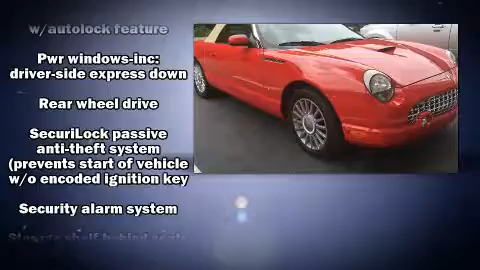 w/autolock feature
Pwr windows-inc:
driver-side express down
Rear wheel drive
SecuriLock passive
anti-theft system
(prevents start of vehicle
w/o encoded ignition key
Security alarm system